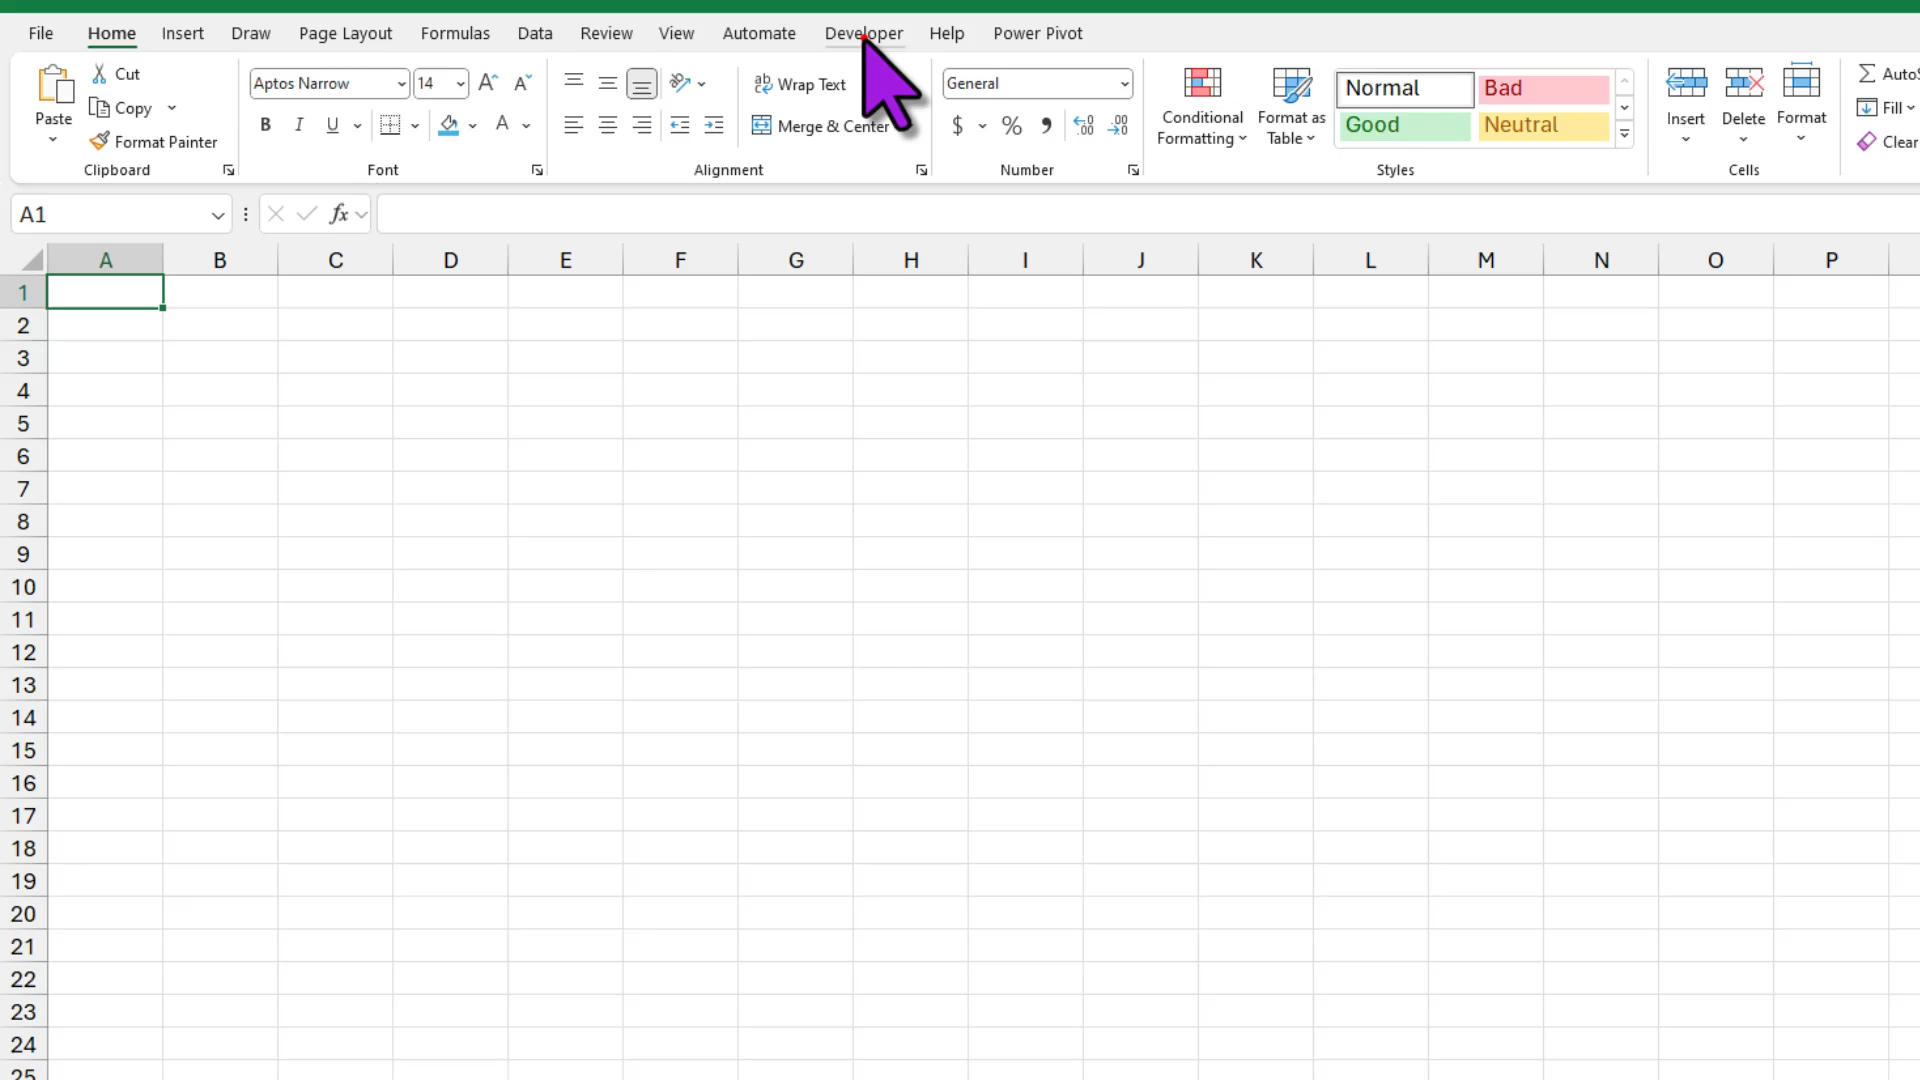 File Home Insert Draw Page Layout Formulas Data Review View Automate Developer Help Power Pivot
Paste
Cut
Copy
Format Painter
Clipboard
Aptos Narrow 14
B I U
Font
Wrap Text
Merge & Center
Alignment
General
$ % 9
Number
Conditional Formatting
Format as Table
Normal Bad
Good Neutral
Styles
Insert Delete Format
Cells
AutoS
Fill
Clear
A1
fx
A B C D E F G H I J K L M N O P
1
2
3
4
5
6
7
8
9
10
11
12
13
14
15
16
17
18
19
20
21
22
23
24
25